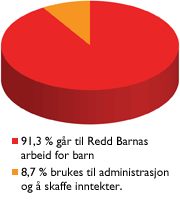 91,3 % går til Redd Barnas
arbeid for barn
8,7 % brukes til administrasjon
og å skaffe inntekter.